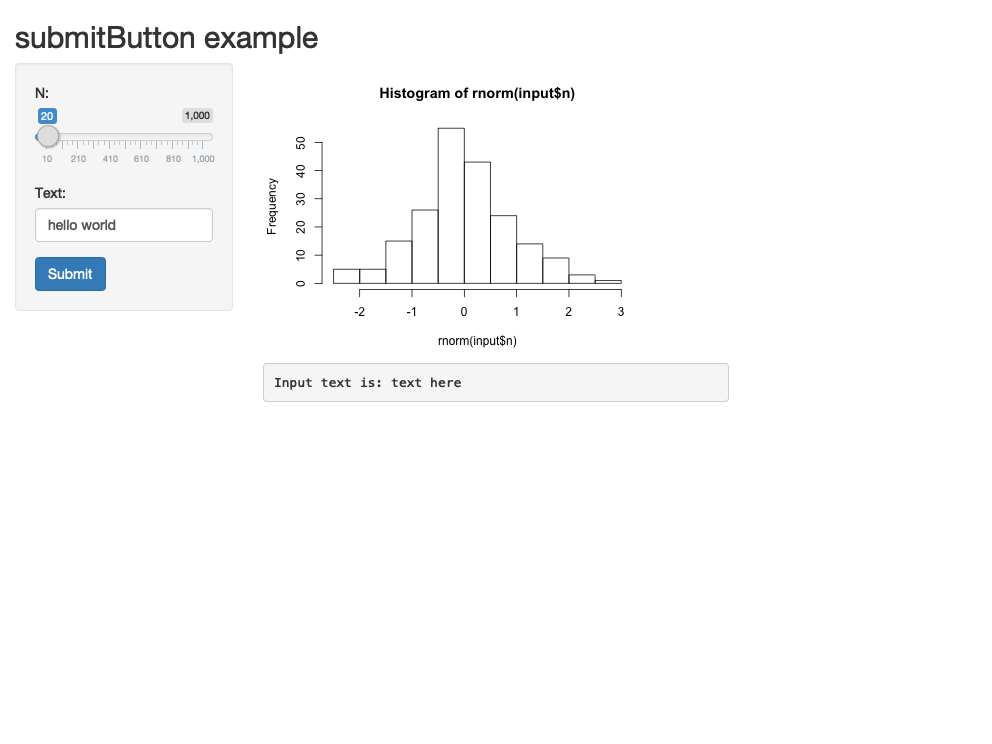 submitButton example
N:
20 1,000
10 210 410 610 810 1,000
Text:
hello world
Submit
Histogram of rnorm(input$n)
Frequency
50
40
30
20
10
0
-2 -1 0 1 2 3
rnorm(input$n)
Input text is: text here